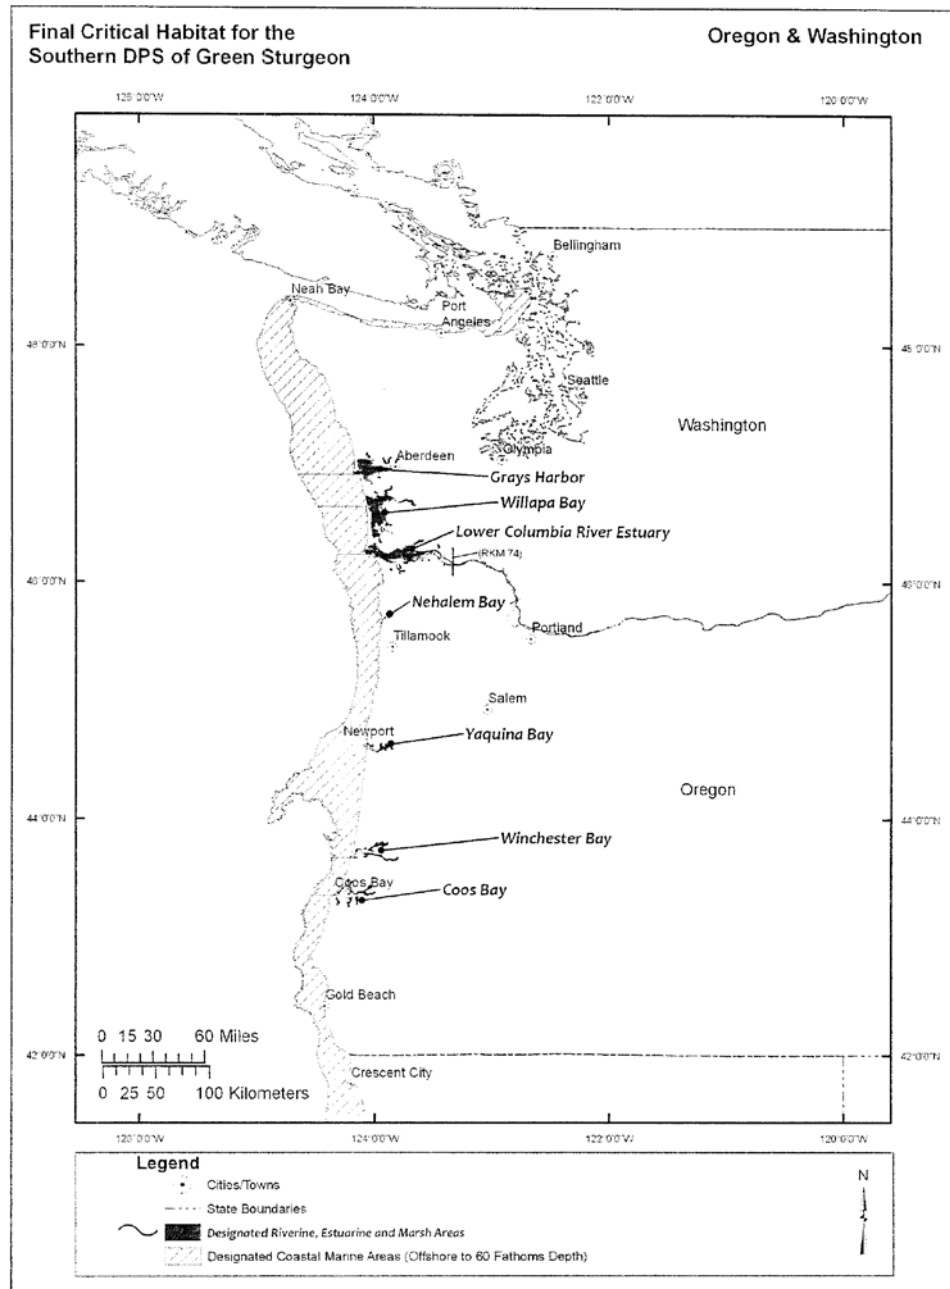 Final Critical Habitat for the
Southern DPS of Green Sturgeon
Oregon & Washington
124°0'0"W
122°0'0"W
120°0'0"W
Bellingham
Neah Bay
Port
Angeles
48°0'0"N
Seattle
Washington
Olympia
Aberdeen
Grays Harbor
Willapa Bay
Lower Columbia River Estuary
(RKM 74)
46°0'0"N
46°0'0"N
Nehalem Bay
Portland
Tillamook
Salem
Newport
Yaquina Bay
Oregon
44°0'0"N
44°0'0"N
Winchester Bay
Coos Bay
Coos Bay
Gold Beach
0 15 30 60 Miles
42°0'0"N
42°0'0"N
Crescent City
0 25 50 100 Kilometers
124°0'0"W
122°0'0"W
120°0'0"W
Legend
N
Cities/Towns
State Boundaries
Designated Riverine, Estuarine and Marsh Areas
Designated Coastal Marine Areas (Offshore to 60 Fathoms Depth)